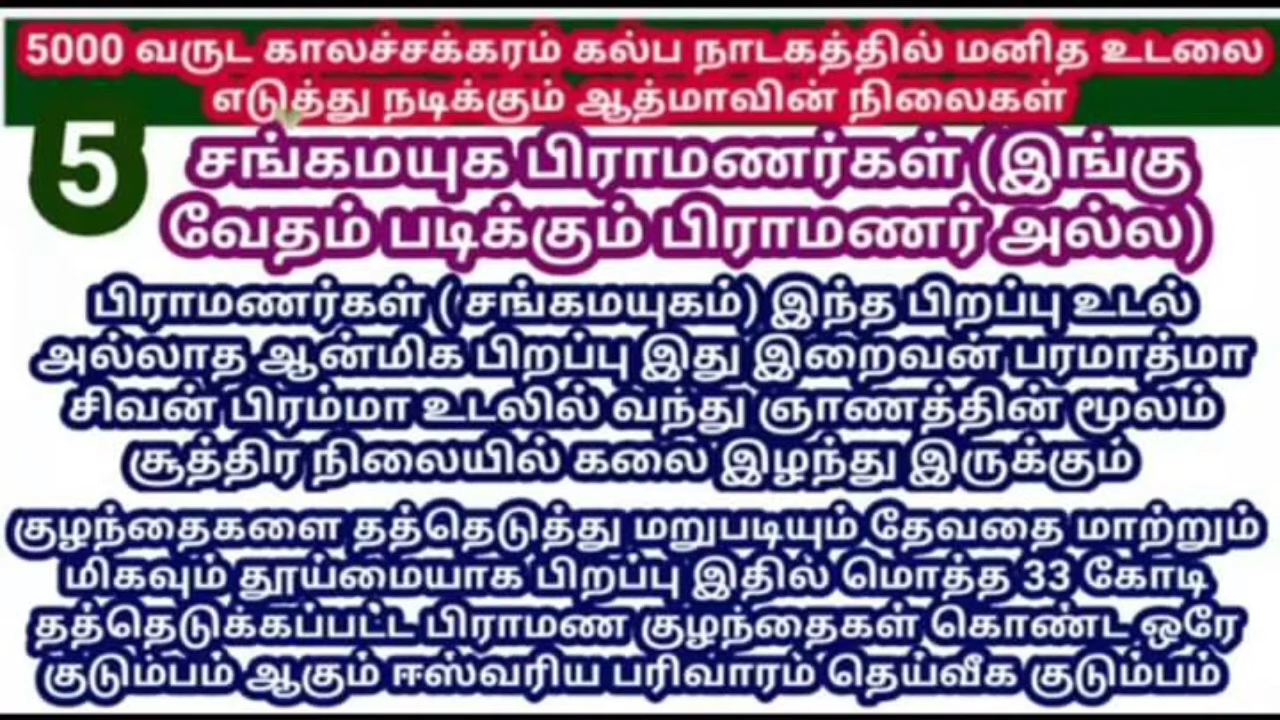 5000 வருட காலச்சக்கரம் கல்ப நாடகத்தில் மனித உடலை
எடுத்து நடிக்கும் ஆத்மாவின் நிலைகள்
5
சங்கமயுக பிராமணர்கள் (இங்கு
வேதம் படிக்கும் பிராமணர் அல்ல)
பிராமணர்கள் ( சங்கமயுகம்) இந்த பிறப்பு உடல்
அல்லாத ஆன்மிக பிறப்பு இது இறைவன் பரமாத்மா
சிவன் பிரம்மா உடலில் வந்து ஞாணத்தின் மூலம்
சூத்திர நிலையில் கலை இழந்து இருக்கும்
குழந்தைகளை தத்தெடுத்து மறுபடியும் தேவதை மாற்றும்
மிகவும் தூய்மையாக பிறப்பு இதில் மொத்த 33 கோடி
தத்தெடுக்கப்பட்ட பிராமண குழந்தைகள் கொண்ட ஒரே
குடும்பம் ஆகும் ஈஸ்வரிய பரிவாரம் தெய்வீக குடும்பம்